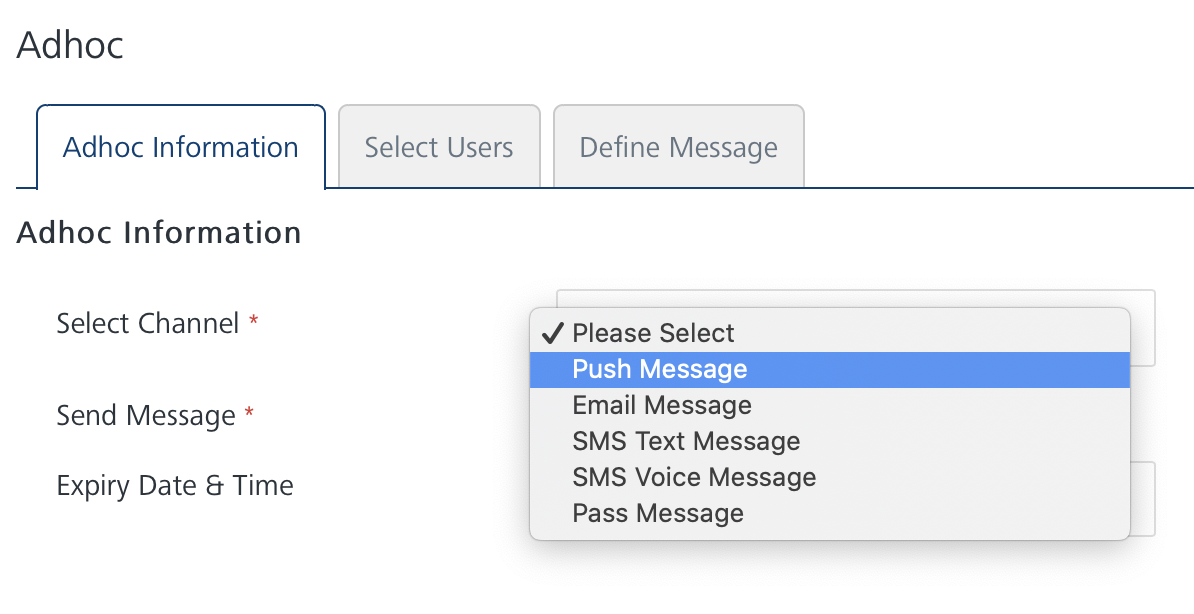 Adhoc
Adhoc Information
Select Users
Define Message
Adhoc Information
Select Channel *
Please Select
Push Message
Email Message
SMS Text Message
SMS Voice Message
Pass Message
Send Message *
Expiry Date & Time